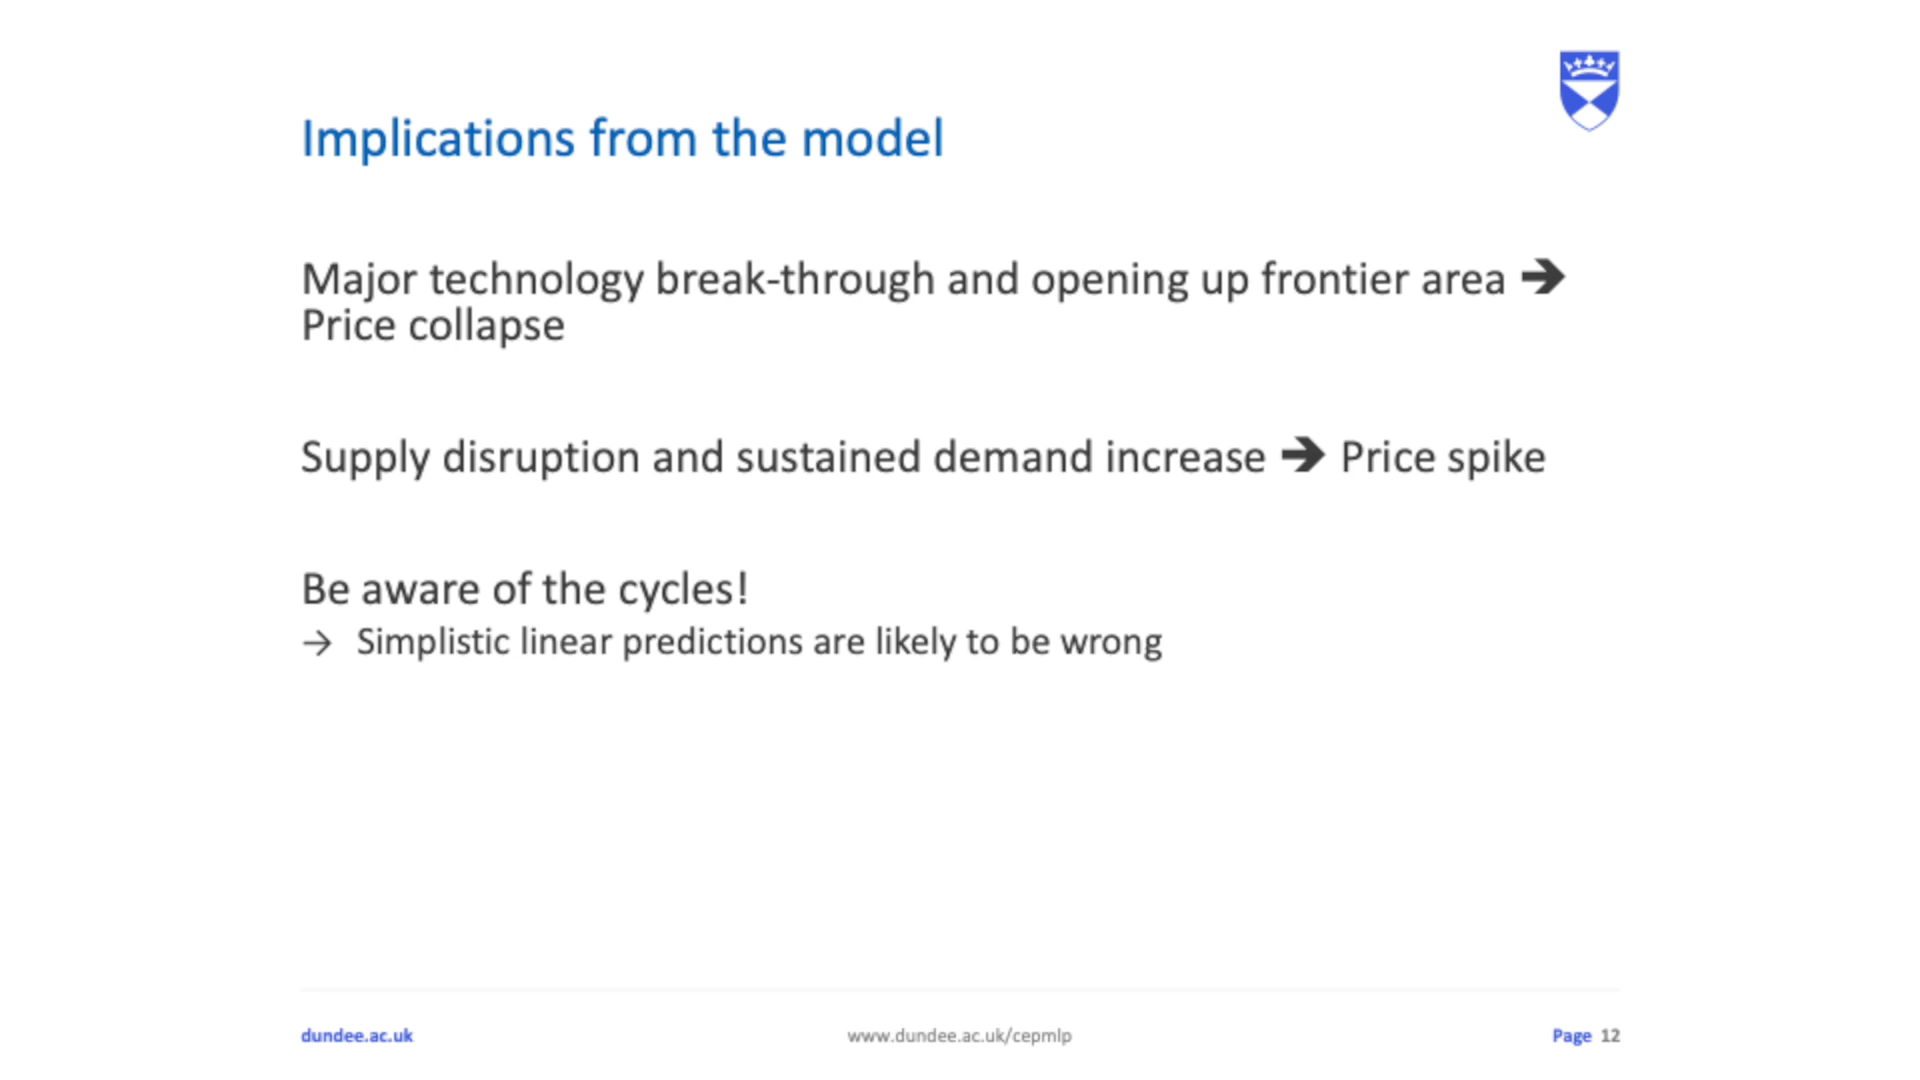 Implications from the model
Major technology break-through and opening up frontier area ➔
Price collapse
Supply disruption and sustained demand increase ➔ Price spike
Be aware of the cycles!
→ Simplistic linear predictions are likely to be wrong
dundee.ac.uk
www.dundee.ac.uk/cepmlp
Page 12